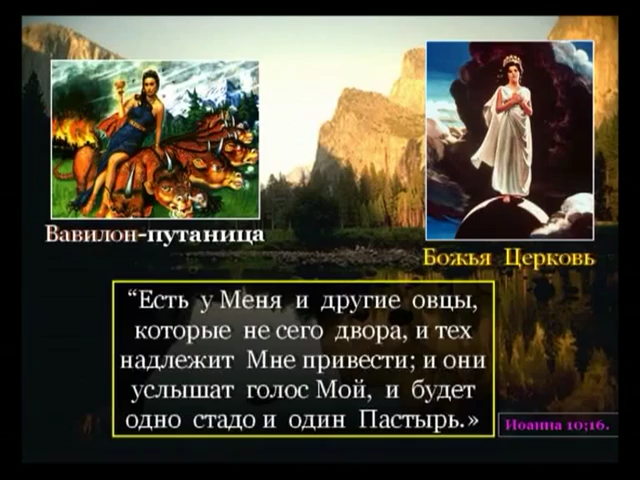 Вавилон-путаница
Божья Церковь
“Есть у Меня и другие овцы,
которые не сего двора, и тех
надлежит Мне привести; и они
услышат голос Мой, и будет
одно стадо и один Пастырь.»
Иоанна 10;16.